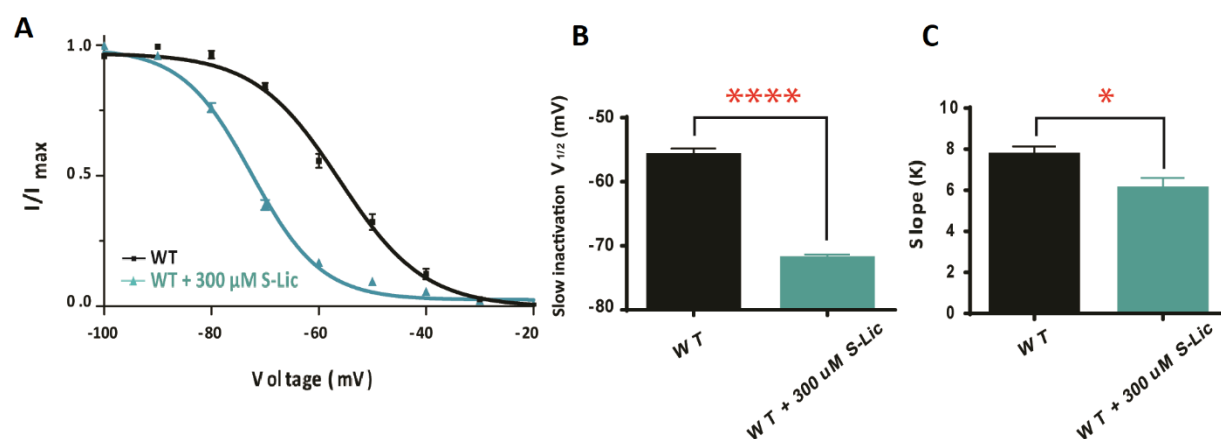 A
1.0
0.5
0.0
I/I max
WT
WT + 300 µM S-Lic
-100
-80
-60
-40
-20
Voltage (mV)
B
****
Slow inactivation V 1/2 (mV)
-50
-60
-70
-80
WT
WT + 300 uM S-Lic
C
*
Slope (K)
10
8
6
4
2
0
WT
WT + 300 uM S-Lic